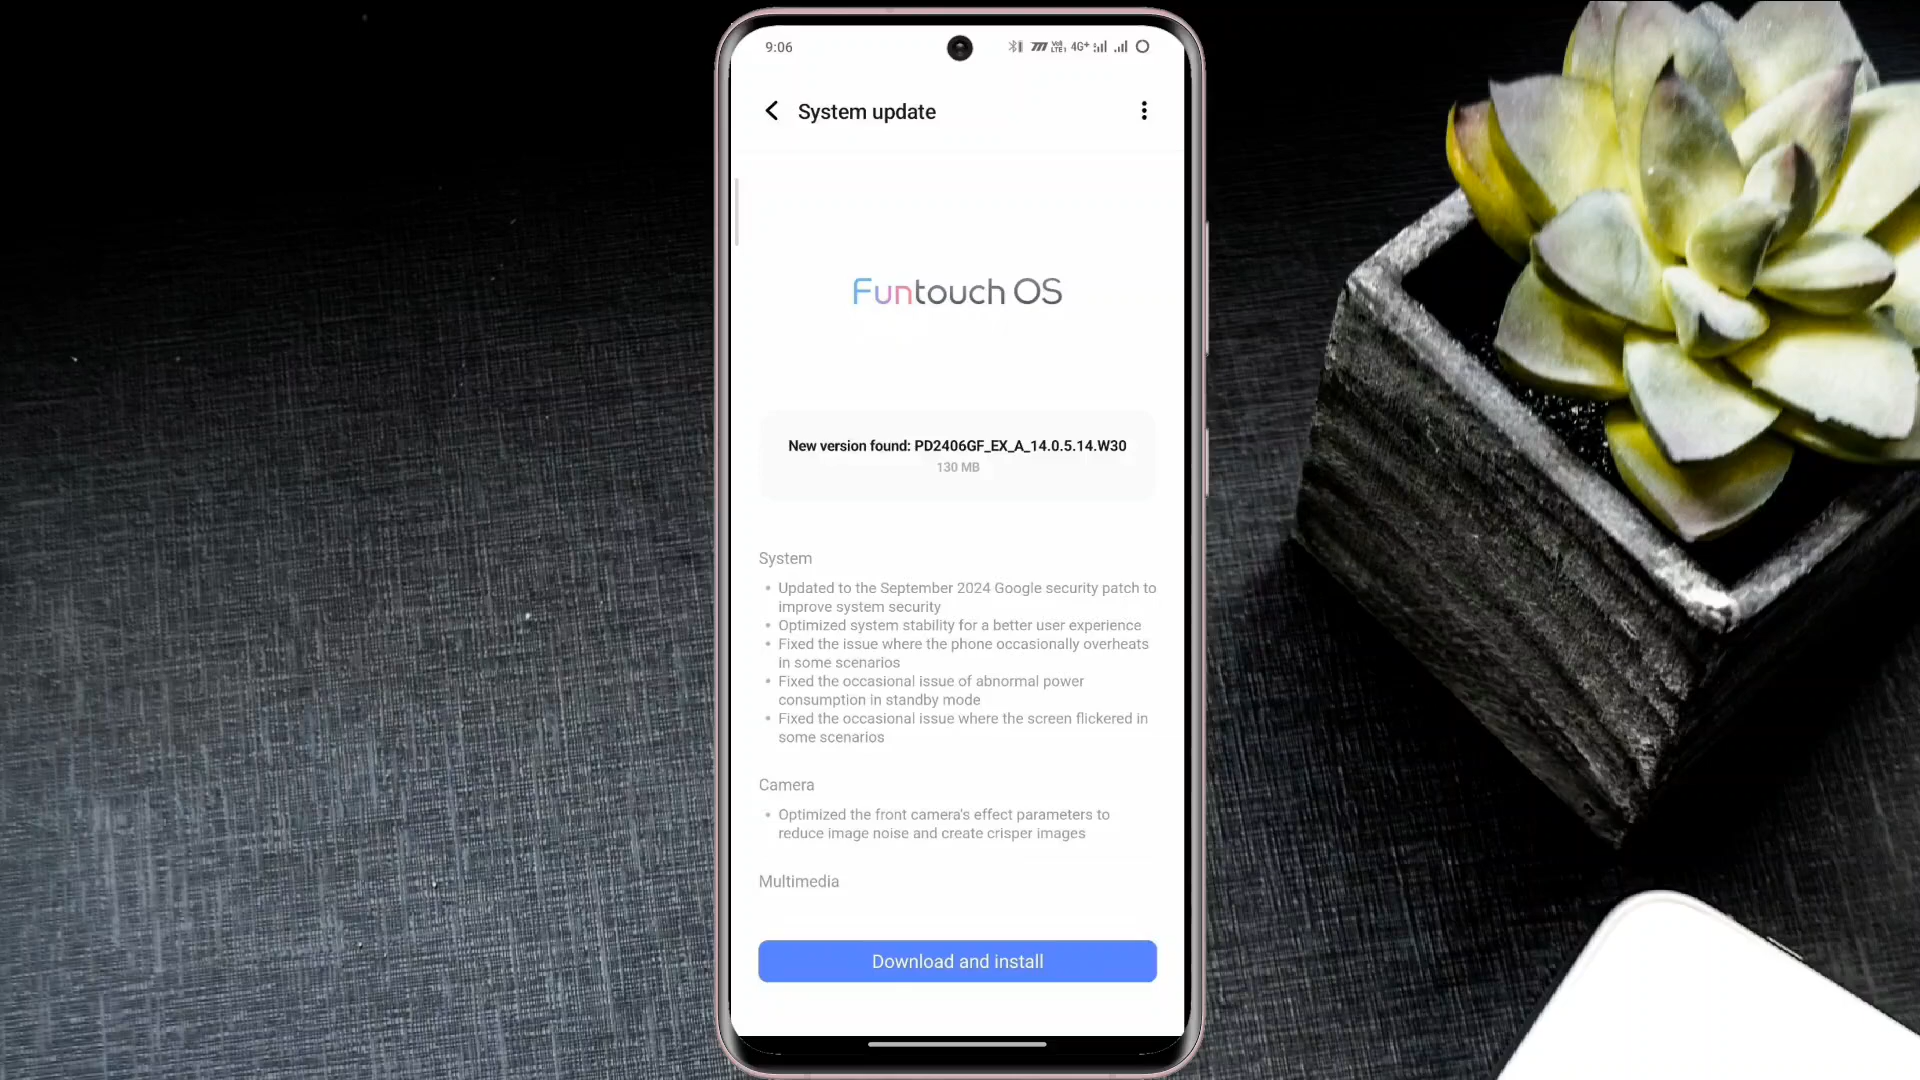 9:06
4G+
System update
Funtouch OS
New version found: PD2406GF_EX_A_14.0.5.14.W30
130 MB
System
• Updated to the September 2024 Google security patch to
improve system security
• Optimized system stability for a better user experience
• Fixed the issue where the phone occasionally overheats
in some scenarios
• Fixed the occasional issue of abnormal power
consumption in standby mode
• Fixed the occasional issue where the screen flickered in
some scenarios
Camera
• Optimized the front camera's effect parameters to
reduce image noise and create crisper images
Multimedia
Download and install